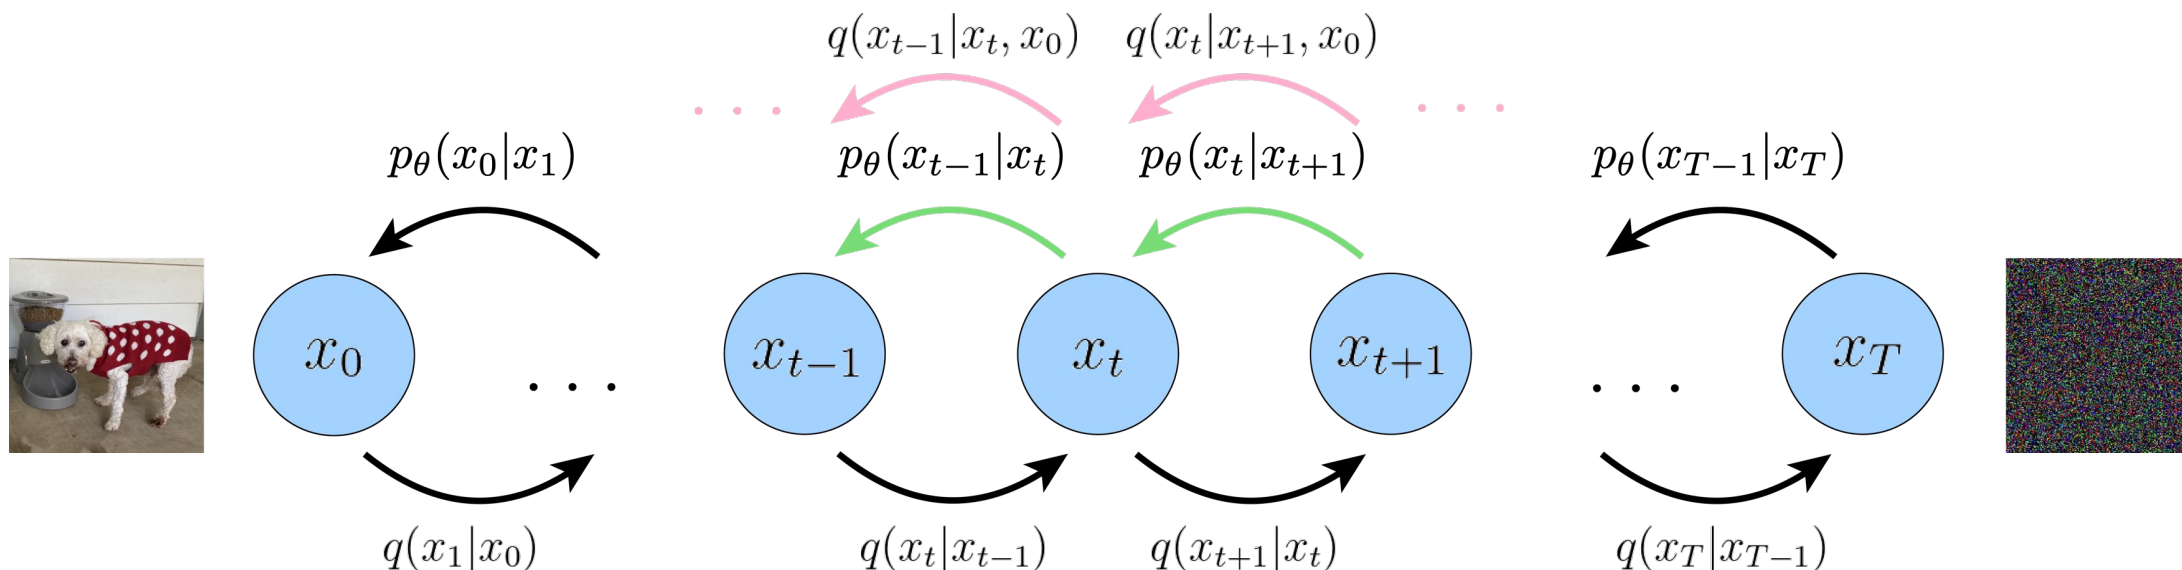 q(x_{t−1}|x_t, x_0) q(x_t|x_{t+1}, x_0)
p_θ(x_0|x_1) p_θ(x_{t−1}|x_t) p_θ(x_t|x_{t+1}) p_θ(x_{T−1}|x_T)
x_0 . . . x_{t−1} x_t x_{t+1} . . . x_T
q(x_1|x_0) q(x_t|x_{t−1}) q(x_{t+1}|x_t) q(x_T|x_{T−1})